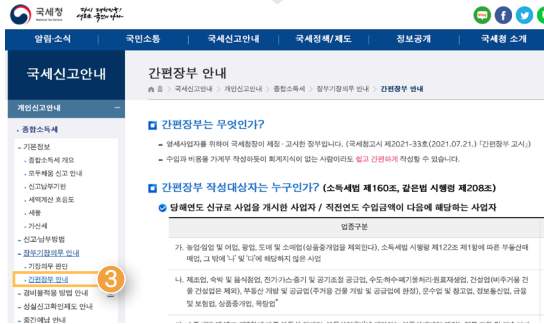 국세청
National Tax Service
알림·소식
국민소통
국세신고안내
국세정책/제도
정보공개
국세청 소개
국세신고안내
간편장부 안내
홈 > 국세신고안내 > 개인신고안내 > 종합소득세 > 장부기장의무 안내 > 간편장부 안내
개인신고안내
종합소득세
기본정보
종합소득세 개요
모두채움 신고 안내
신고납부기한
세액계산 흐름도
세율
가산세
신고납부방법
장부기장의무 안내
기장의무 판단
간편장부 안내
3
경비율적용 방법 안내
성실신고확인제도 안내
중간예납 안내
간편장부는 무엇인가?
영세사업자를 위하여 국세청장이 제정·고시한 장부입니다. (국세청고시 제2021-33호(2021.07.21.)「간편장부 고시」)
수입과 비용을 가계부 작성하듯이 회계지식이 없는 사람이라도 쉽고 간편하게 작성할 수 있습니다.
간편장부 작성대상자는 누구인가? (소득세법 제160조, 같은법 시행령 제208조)
당해연도 신규로 사업을 개시한 사업자 / 직전연도 수입금액이 다음에 해당하는 사업자
업종구분
가. 농업·임업 및 어업, 광업, 도매 및 소매업(상품중개업을 제외한다), 소득세법 시행령 제122조 제1항에 따른 부동산매
매업, 그 밖에 '나' 및 '다'에 해당하지 않은 사업
나. 제조업, 숙박 및 음식점업, 전기·가스·증기 및 공기조절 공급업, 수도·하수·폐기물처리·원료재생업, 건설업(비주거용 건
물 건설업은 제외), 부동산 개발 및 공급업(주거용 건물 개발 및 공급업에 한정), 운수업 및 창고업, 정보통신업, 금융
및 보험업, 상품중개업, 욕탕업*